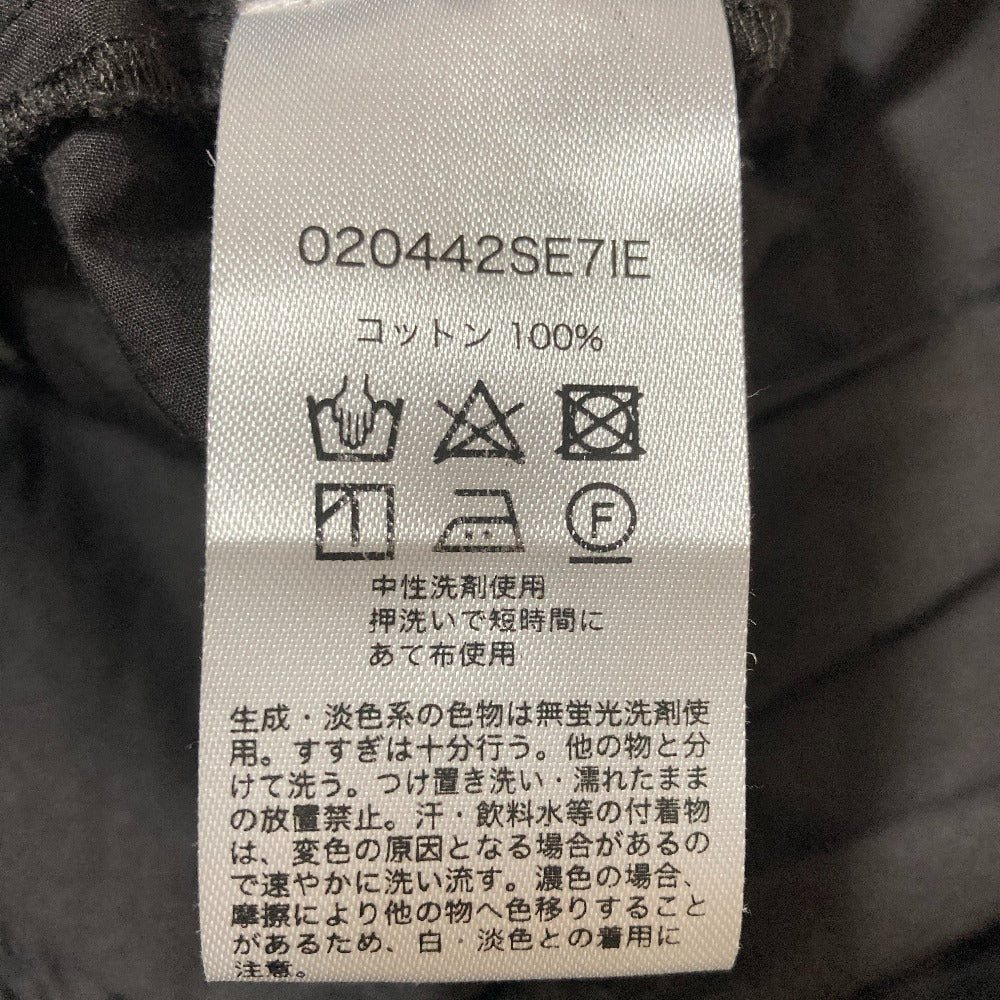 020442SE7IE
コットン 100%
F
中性洗剤使用
押洗いで短時間に
あて布使用
生成・淡色系の色物は無蛍光洗剤使
用。すすぎは十分行う。他の物と分
けて洗う。つけ置き洗い・濡れたまま
の放置禁止。汗・飲料水等の付着物
は、変色の原因となる場合があるの
で速やかに洗い流す。濃色の場合、
摩擦により他の物へ色移りすること
があるため、白・淡色との着用に
注意。